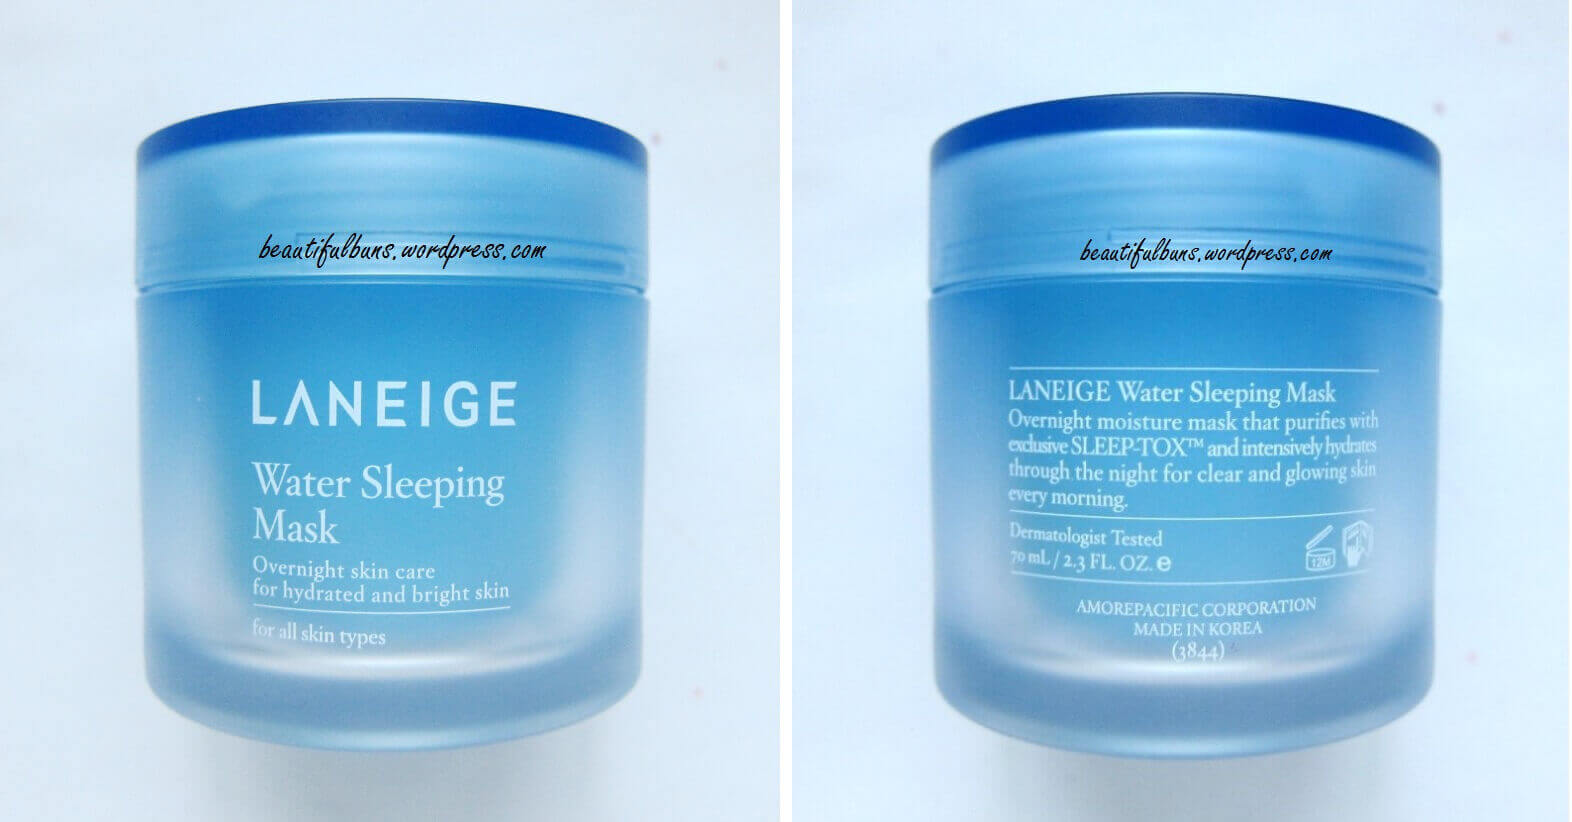 beautifulbuns.wordpress.com
LANEIGE
Water Sleeping
Mask
Overnight skin care
for hydrated and bright skin
for all skin types
beautifulbuns.wordpress.com
LANEIGE Water Sleeping Mask
Overnight moisture mask that purifies with
exclusive SLEEP-TOX™ and intensively hydrates
through the night for clear and glowing skin
every morning.
Dermatologist Tested
70 mL / 2.3 FL. OZ. ℮
12M
AMOREPACIFIC CORPORATION
MADE IN KOREA
(3844)